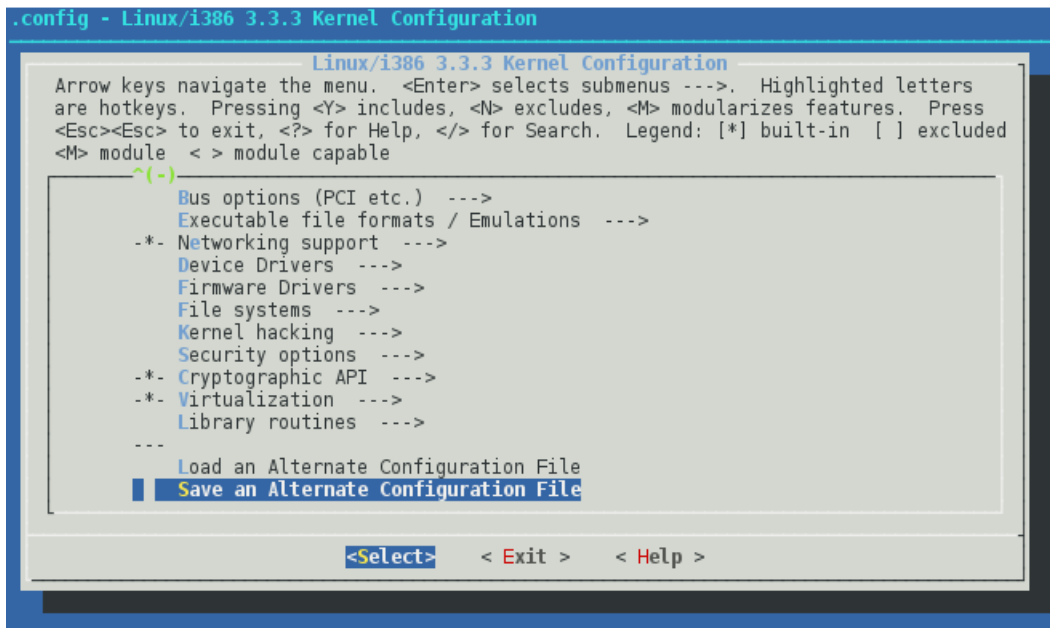 .config - Linux/i386 3.3.3 Kernel Configuration
Linux/i386 3.3.3 Kernel Configuration
Arrow keys navigate the menu.  <Enter> selects submenus --->.  Highlighted letters
are hotkeys.  Pressing <Y> includes, <N> excludes, <M> modularizes features.  Press
<Esc><Esc> to exit, <?> for Help, </> for Search.  Legend: [*] built-in  [ ] excluded
<M> module  < > module capable
^(-)
Bus options (PCI etc.)  --->
Executable file formats / Emulations  --->
-*- Networking support  --->
Device Drivers  --->
Firmware Drivers  --->
File systems  --->
Kernel hacking  --->
Security options  --->
-*- Cryptographic API  --->
-*- Virtualization  --->
Library routines  --->
---
Load an Alternate Configuration File
Save an Alternate Configuration File
<Select>    < Exit >    < Help >